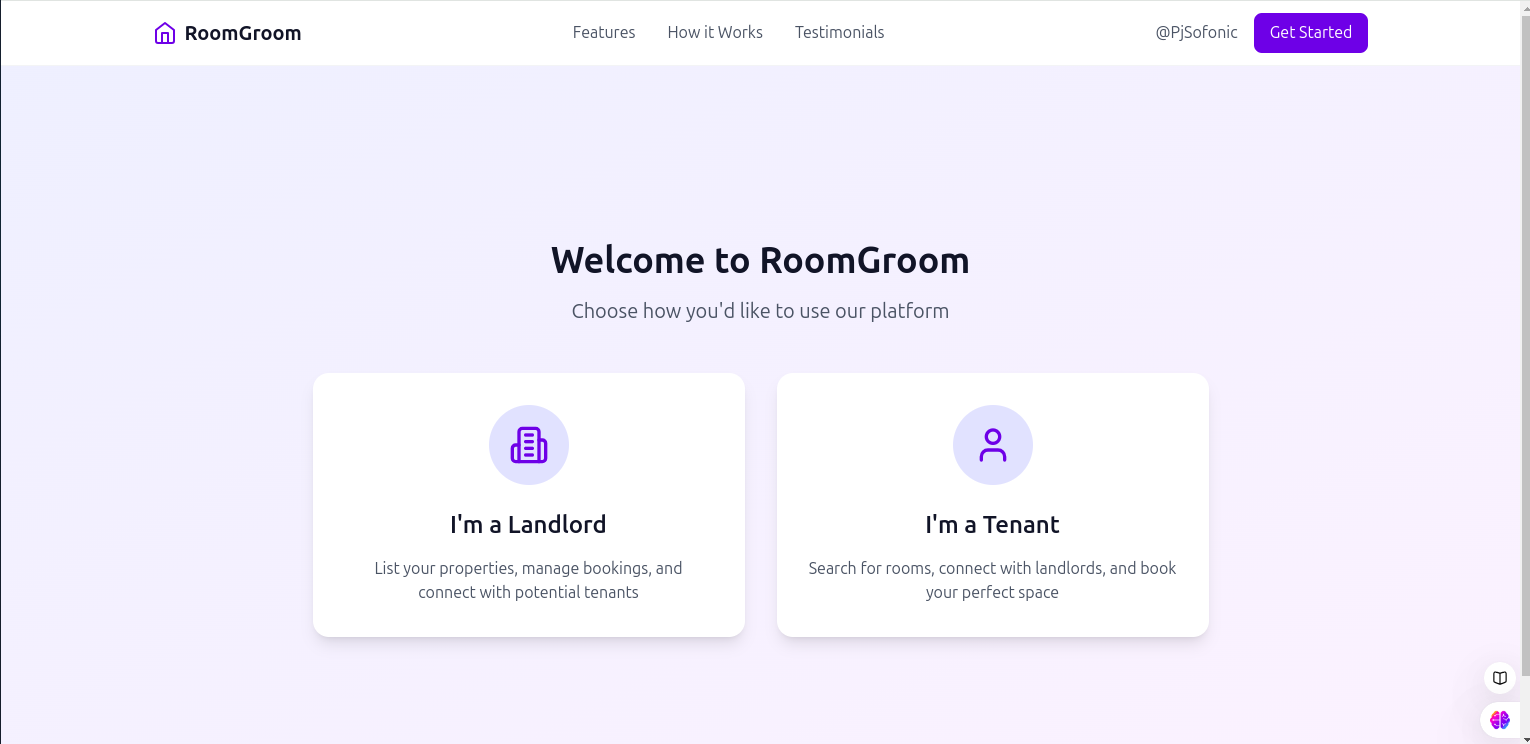 RoomGroom
Features
How it Works
Testimonials
@PjSofonic
Get Started
Welcome to RoomGroom
Choose how you'd like to use our platform
I'm a Landlord
List your properties, manage bookings, and
connect with potential tenants
I'm a Tenant
Search for rooms, connect with landlords, and book
your perfect space